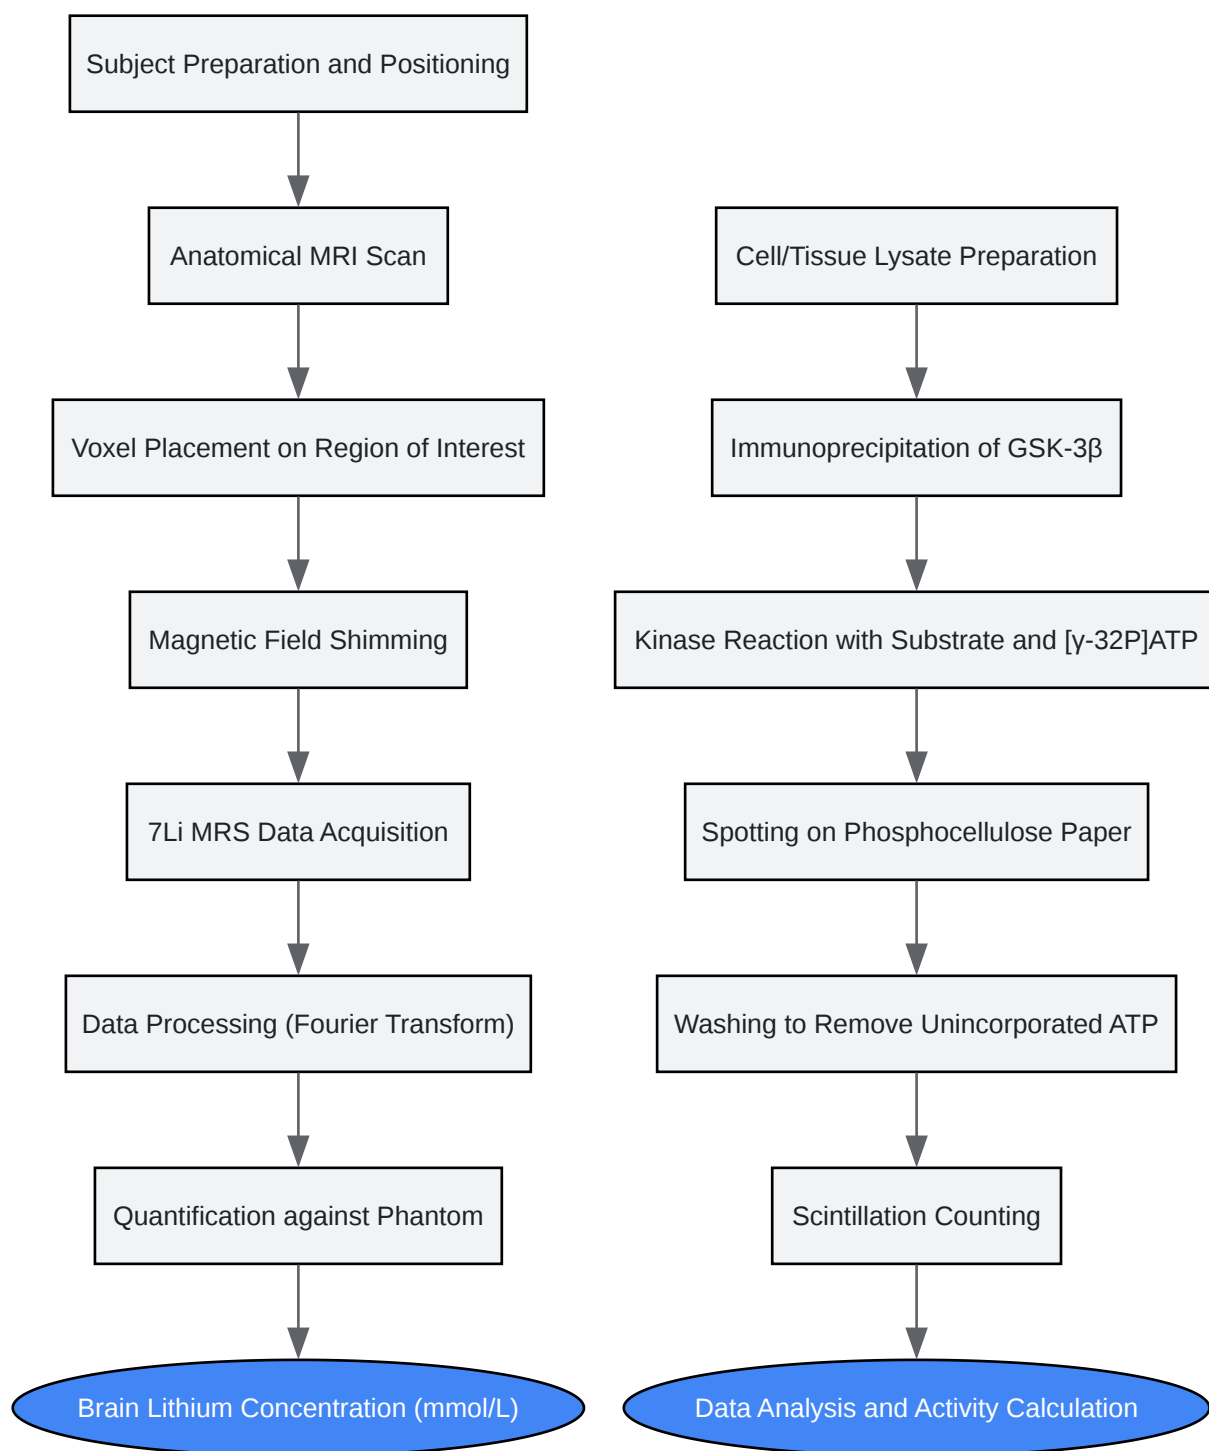 Subject Preparation and Positioning
Anatomical MRI Scan
Voxel Placement on Region of Interest
Magnetic Field Shimming
7Li MRS Data Acquisition
Data Processing (Fourier Transform)
Quantification against Phantom
Brain Lithium Concentration (mmol/L)
Cell/Tissue Lysate Preparation
Immunoprecipitation of GSK-3β
Kinase Reaction with Substrate and [γ-32P]ATP
Spotting on Phosphocellulose Paper
Washing to Remove Unincorporated ATP
Scintillation Counting
Data Analysis and Activity Calculation